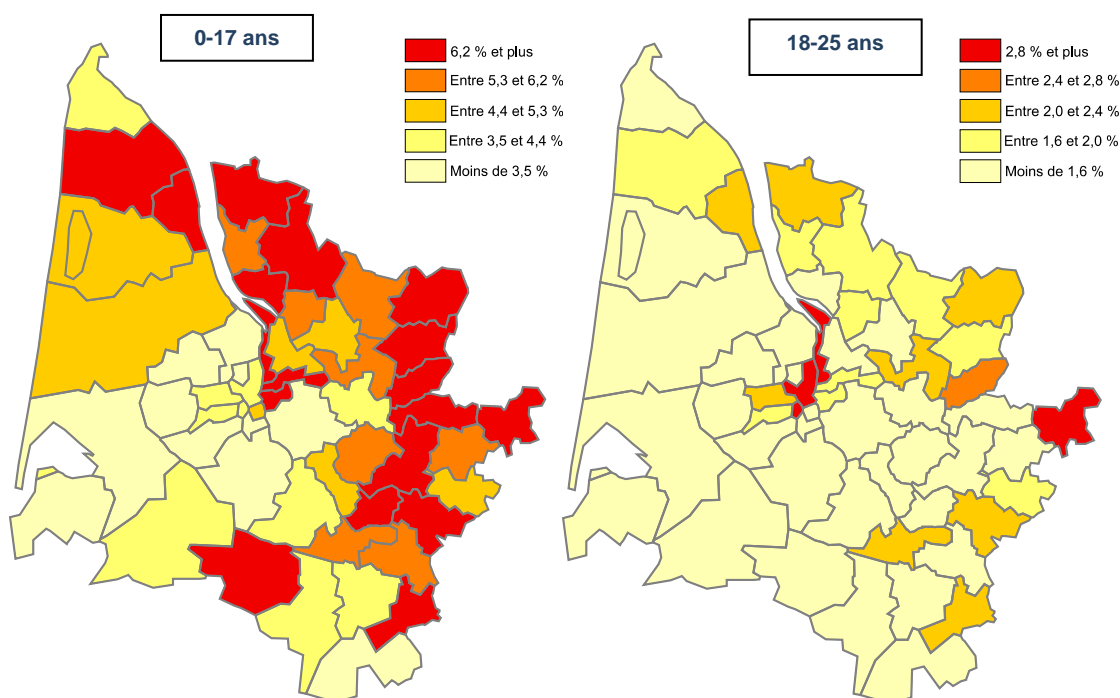 0-17 ans
6,2 % et plus
Entre 5,3 et 6,2 %
Entre 4,4 et 5,3 %
Entre 3,5 et 4,4 %
Moins de 3,5 %
18-25 ans
2,8 % et plus
Entre 2,4 et 2,8 %
Entre 2,0 et 2,4 %
Entre 1,6 et 2,0 %
Moins de 1,6 %